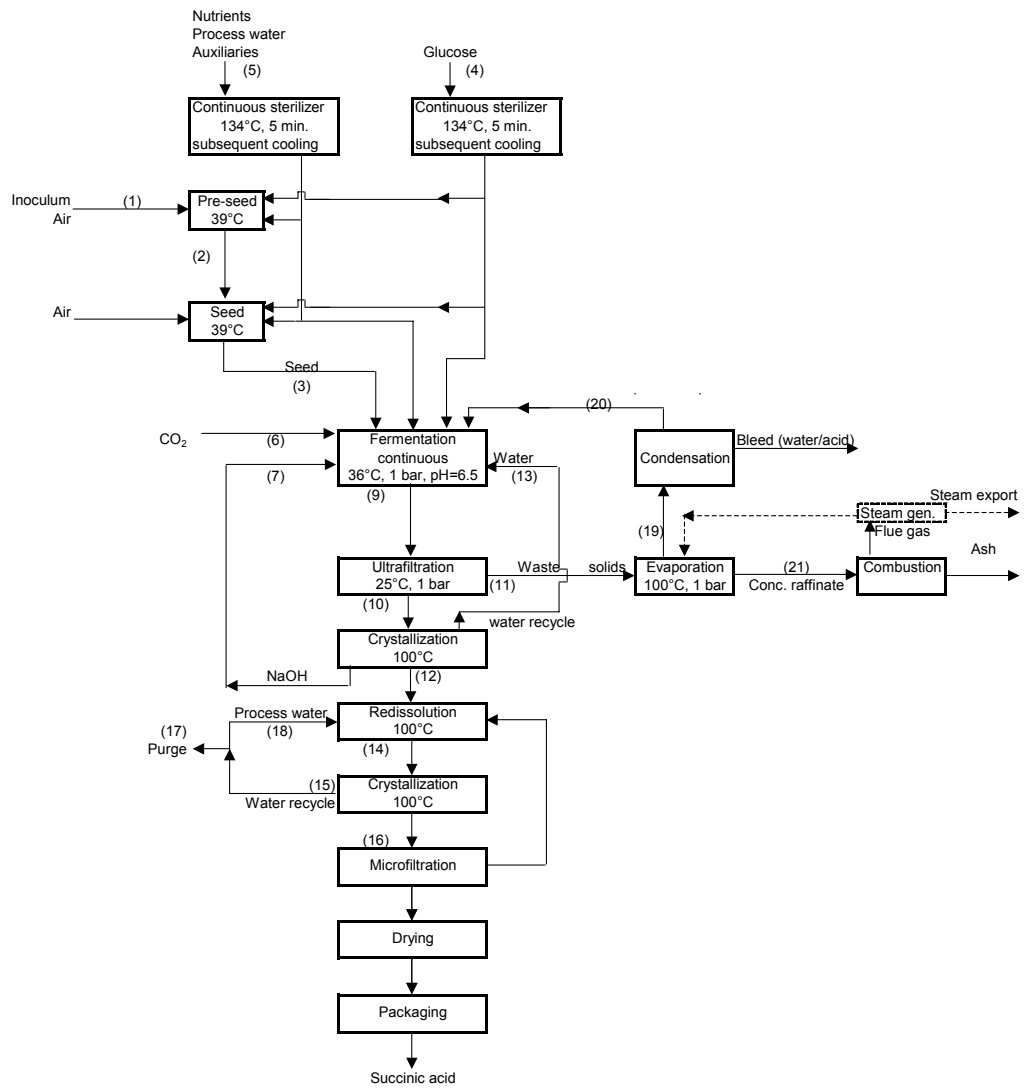 Nutrients
Process water
Auxiliaries
(5)
Glucose
(4)
Continuous sterilizer
134°C, 5 min.
subsequent cooling
Continuous sterilizer
134°C, 5 min.
subsequent cooling
Inoculum
Air
(1)
Pre-seed
39°C
(2)
Air
Seed
39°C
Seed
(3)
(20)
CO2
(6)
(7)
Fermentation
continuous
36°C, 1 bar, pH=6.5
(9)
Water
(13)
Condensation
Bleed (water/acid)
Steam export
Steam gen.
Flue gas
(19)
Ash
Ultrafiltration
25°C, 1 bar
(10)
Waste solids
(11)
Evaporation
100°C, 1 bar
(21)
Conc. raffinate
Combustion
water recycle
Crystallization
100°C
NaOH
(12)
Process water
(18)
(17)
Purge
Redissolution
100°C
(14)
(15)
Water recycle
Crystallization
100°C
(16)
Microfiltration
Drying
Packaging
Succinic acid